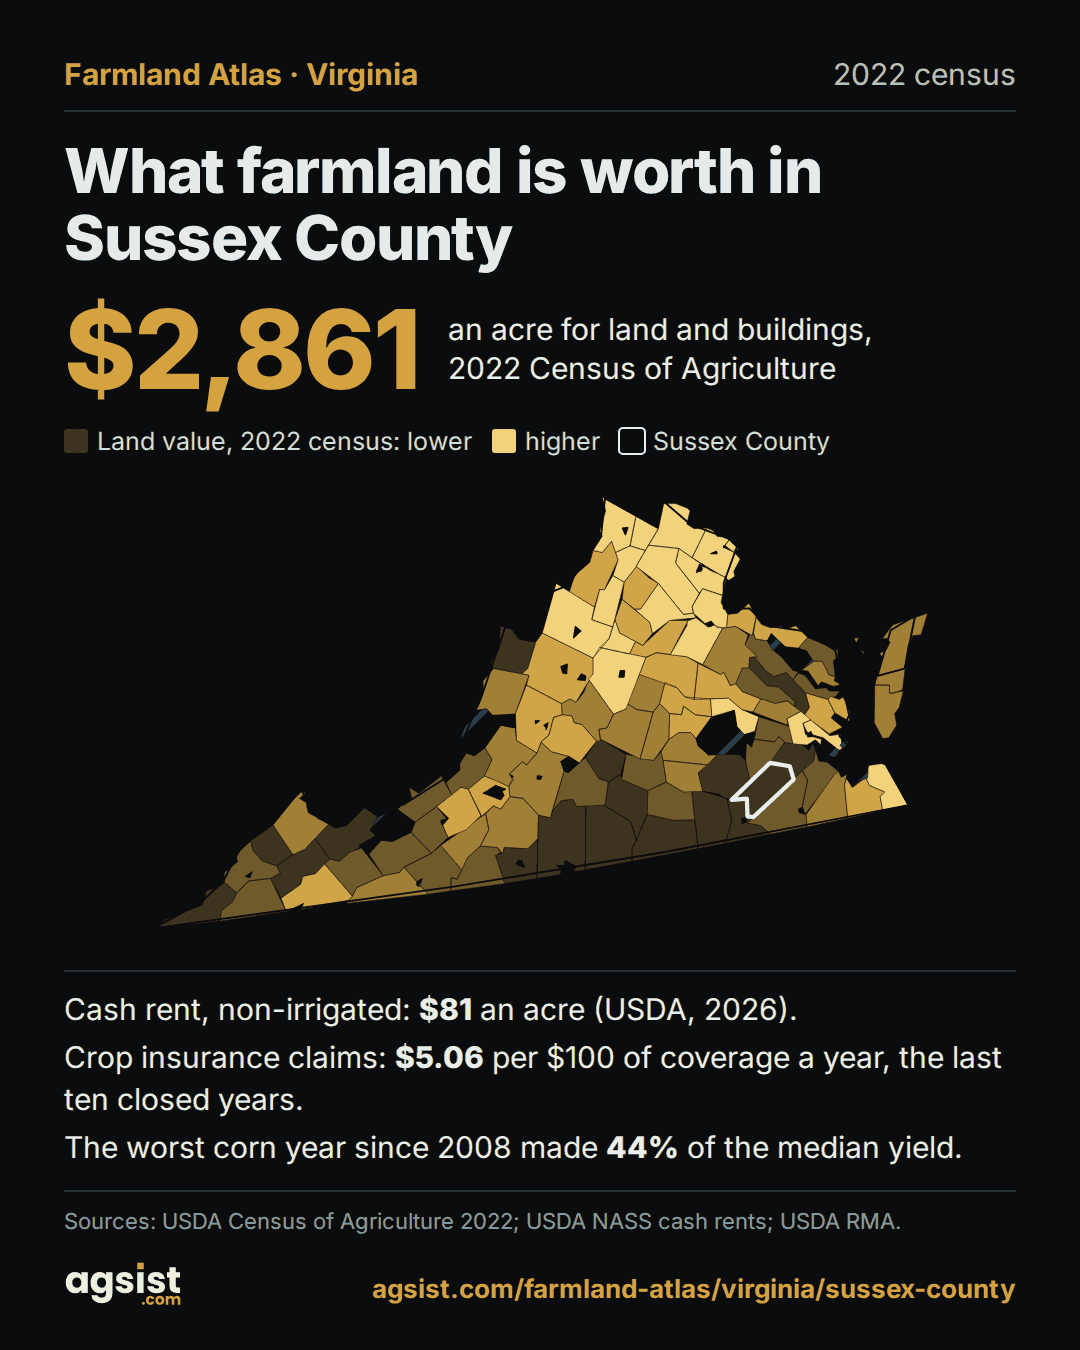 Farmland Atlas · Virginia
2022 census
What farmland is worth in
Sussex County
$2,861
an acre for land and buildings,
2022 Census of Agriculture
Land value, 2022 census: lower
higher
Sussex County
Cash rent, non-irrigated: $81 an acre (USDA, 2026).
Crop insurance claims: $5.06 per $100 of coverage a year, the last
ten closed years.
The worst corn year since 2008 made 44% of the median yield.
Sources: USDA Census of Agriculture 2022; USDA NASS cash rents; USDA RMA.
agsist
.com
agsist.com/farmland-atlas/virginia/sussex-county